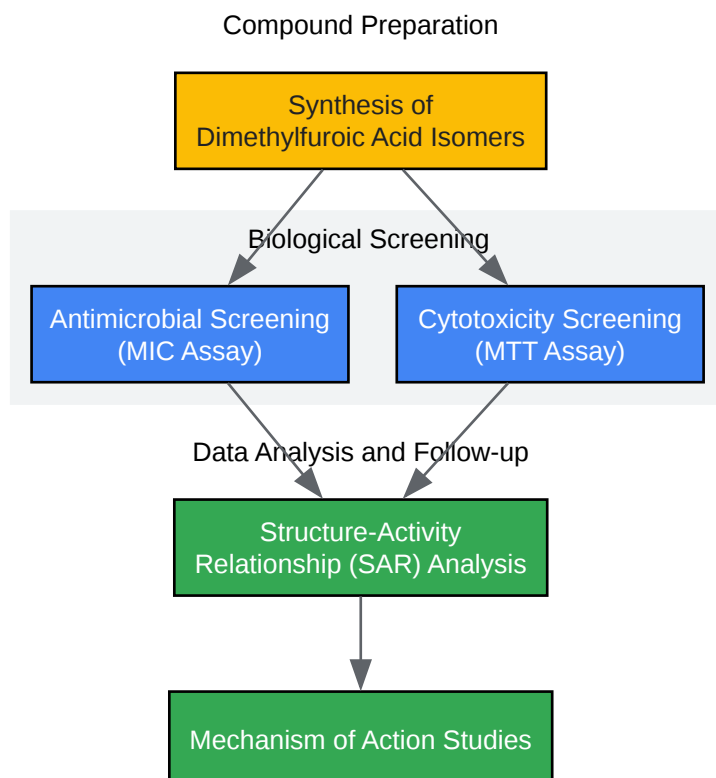 Compound Preparation
Synthesis of
Dimethylfuroic Acid Isomers
Biological Screening
Antimicrobial Screening
(MIC Assay)
Cytotoxicity Screening
(MTT Assay)
Data Analysis and Follow-up
Structure-Activity
Relationship (SAR) Analysis
Mechanism of Action Studies